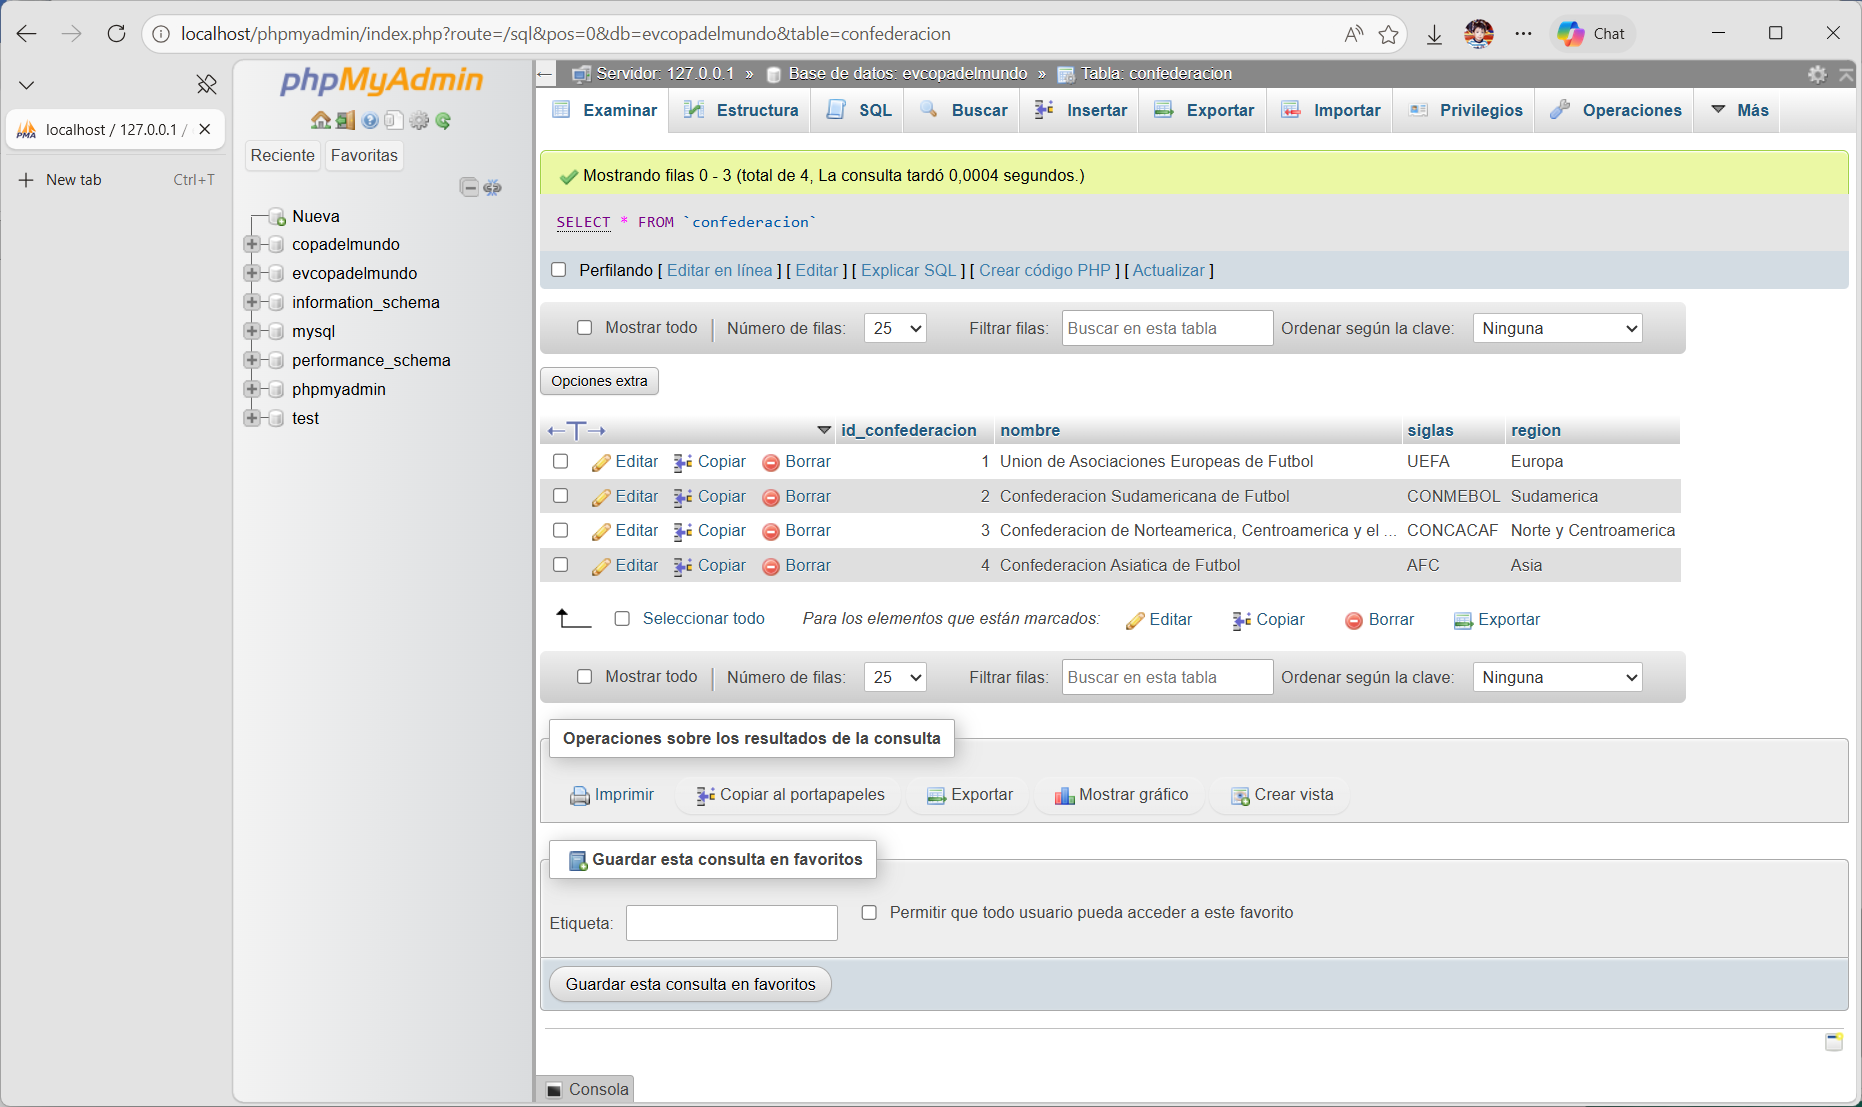 localhost/phpmyadmin/index.php?route=/sql&pos=0&db=evcopadelmundo&table=confederacion
Chat
localhost / 127.0.0.1 /
New tab Ctrl+T
phpMyAdmin
Reciente Favoritas
Nueva
copadelmundo
evcopadelmundo
information_schema
mysql
performance_schema
phpmyadmin
test
Servidor: 127.0.0.1 » Base de datos: evcopadelmundo » Tabla: confederacion
Examinar Estructura SQL Buscar Insertar Exportar Importar Privilegios Operaciones Más
Mostrando filas 0 - 3 (total de 4, La consulta tardó 0,0004 segundos.)
SELECT * FROM `confederacion`
Perfilando [ Editar en línea ] [ Editar ] [ Explicar SQL ] [ Crear código PHP ] [ Actualizar ]
Mostrar todo | Número de filas: 25 Filtrar filas: Buscar en esta tabla Ordenar según la clave: Ninguna
Opciones extra
id_confederacion nombre siglas region
Editar Copiar Borrar 1 Union de Asociaciones Europeas de Futbol UEFA Europa
Editar Copiar Borrar 2 Confederacion Sudamericana de Futbol CONMEBOL Sudamerica
Editar Copiar Borrar 3 Confederacion de Norteamerica, Centroamerica y el ... CONCACAF Norte y Centroamerica
Editar Copiar Borrar 4 Confederacion Asiatica de Futbol AFC Asia
Seleccionar todo Para los elementos que están marcados: Editar Copiar Borrar Exportar
Mostrar todo | Número de filas: 25 Filtrar filas: Buscar en esta tabla Ordenar según la clave: Ninguna
Operaciones sobre los resultados de la consulta
Imprimir Copiar al portapapeles Exportar Mostrar gráfico Crear vista
Guardar esta consulta en favoritos
Etiqueta: Permitir que todo usuario pueda acceder a este favorito
Guardar esta consulta en favoritos
Consola